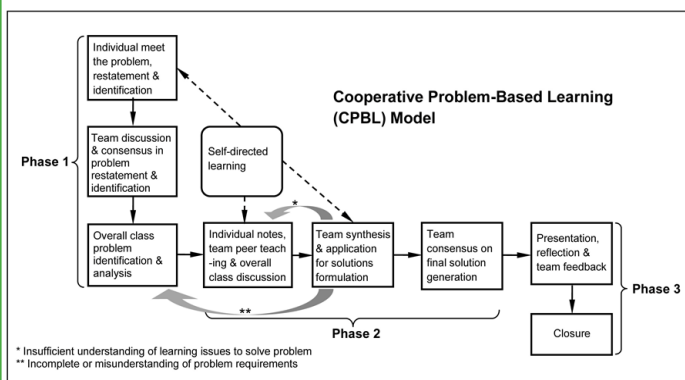 Individual meet
the problem,
restatement &
identification
Cooperative Problem-Based Learning
(CPBL) Model
Phase 1
Team discussion
& consensus in
problem
restatement &
identification
Self-directed
learning
*
Overall class
problem
identification &
analysis
Individual notes,
team peer teach
-ing & overall
class discussion
Team synthesis
& application
for solutions
formulation
Team
consensus on
final solution
generation
Presentation,
reflection &
team feedback
Phase 3
**
Phase 2
Closure
* Insufficient understanding of learning issues to solve problem
** Incomplete or misunderstanding of problem requirements